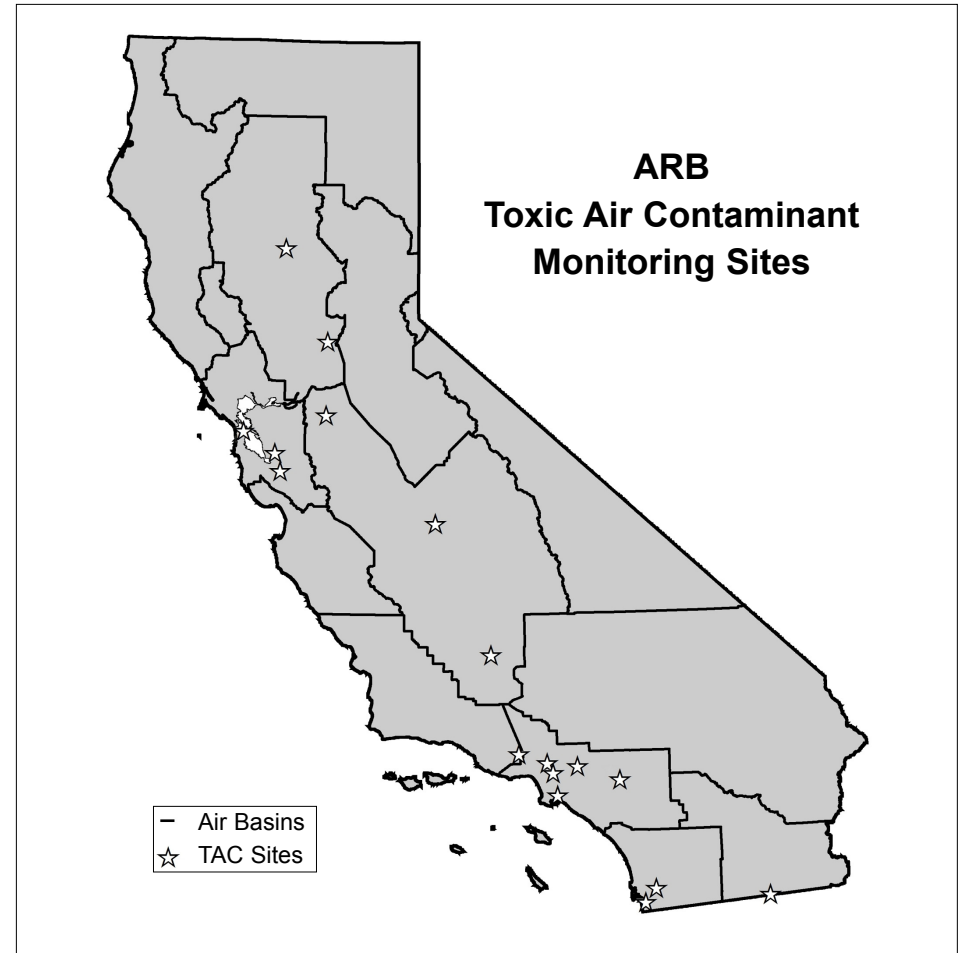 ARB
Toxic Air Contaminant
Monitoring Sites
Air Basins
TAC Sites